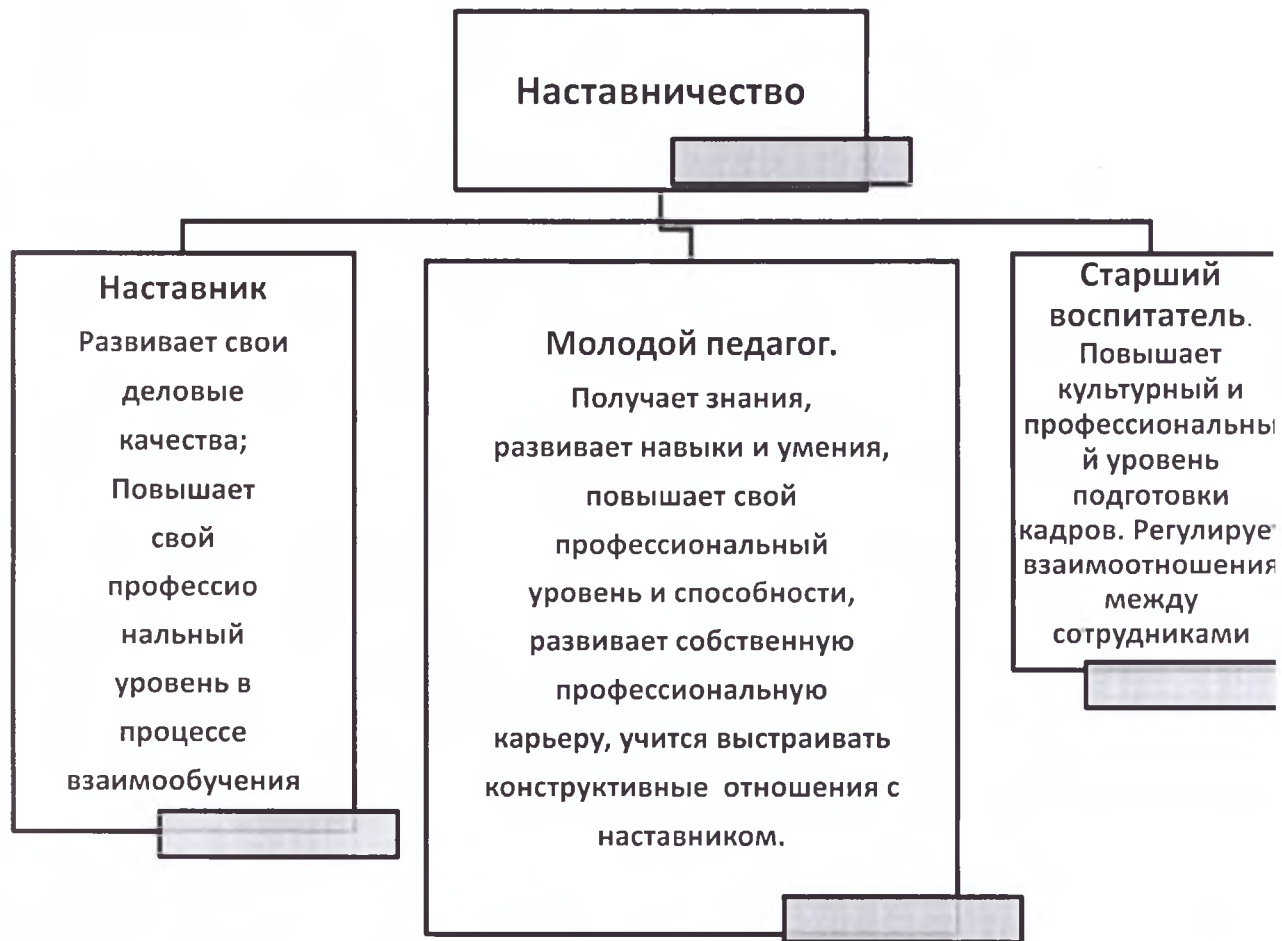 Наставничество
Наставник
Развивает свои
деловые
качества;
Повышает
свой
профессио
нальный
уровень в
процессе
взаимообучения
Молодой педагог.
Получает знания,
развивает навыки и умения,
повышает свой
профессиональный
уровень и способности,
развивает собственную
профессиональную
карьеру, учится выстраивать
конструктивные отношения с
наставником.
Старший
воспитатель.
Повышает
культурный и
профессиональны
й уровень
подготовки
кадров. Регулирует
взаимоотношения
между
сотрудниками